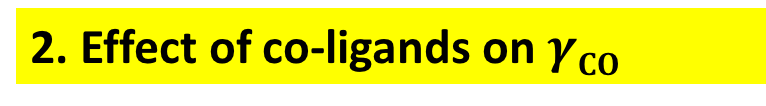 2. Effect of co-ligands on γ_CO